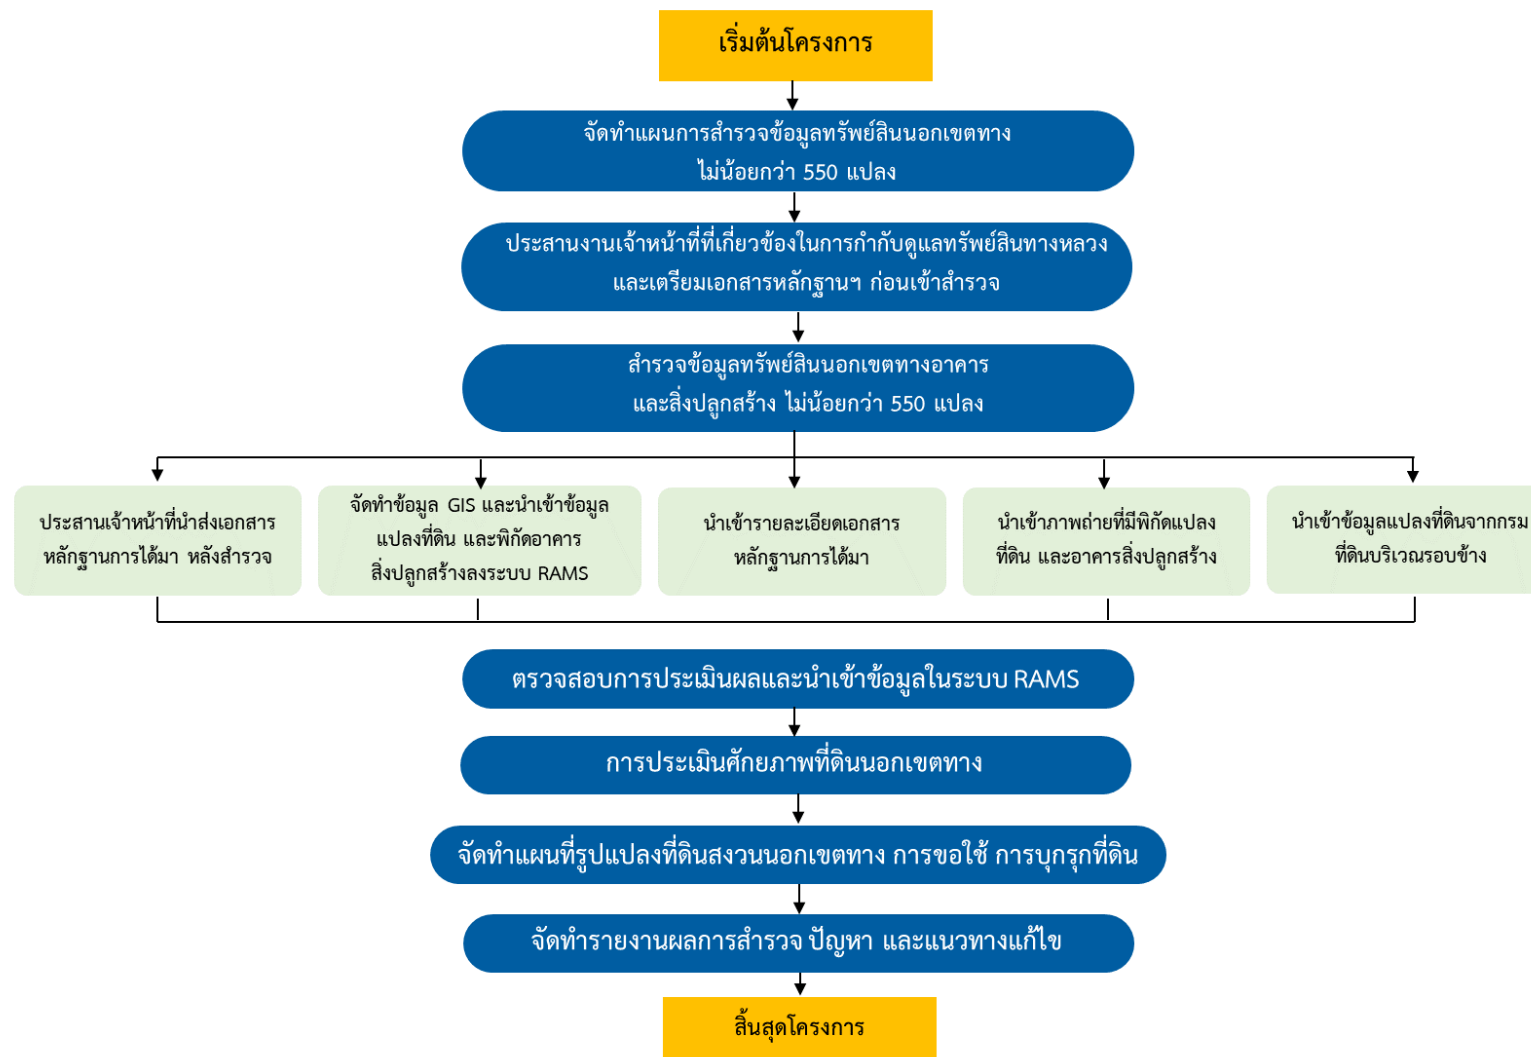 เริ่มต้นโครงการ
จัดทำแผนการสำรวจข้อมูลทรัพย์สินนอกเขตทาง
ไม่น้อยกว่า 550 แปลง
ประสานงานเจ้าหน้าที่ที่เกี่ยวข้องในการกำกับดูแลทรัพย์สินทางหลวง
และเตรียมเอกสารหลักฐานฯ ก่อนเข้าสำรวจ
สำรวจข้อมูลทรัพย์สินนอกเขตทางอาคาร
และสิ่งปลูกสร้าง ไม่น้อยกว่า 550 แปลง
ประสานเจ้าหน้าที่นำส่งเอกสาร
หลักฐานการได้มา หลังสำรวจ
จัดทำข้อมูล GIS และนำเข้าข้อมูล
แปลงที่ดิน และพิกัดอาคาร
สิ่งปลูกสร้างลงระบบ RAMS
นำเข้ารายละเอียดเอกสาร
หลักฐานการได้มา
นำเข้าภาพถ่ายที่มีพิกัดแปลง
ที่ดิน และอาคารสิ่งปลูกสร้าง
นำเข้าข้อมูลแปลงที่ดินจากกรม
ที่ดินบริเวณรอบข้าง
ตรวจสอบการประเมินผลและนำเข้าข้อมูลในระบบ RAMS
การประเมินศักยภาพที่ดินนอกเขตทาง
จัดทำแผนที่รูปแปลงที่ดินสงวนนอกเขตทาง การขอใช้ การบุกรุกที่ดิน
จัดทำรายงานผลการสำรวจ ปัญหา และแนวทางแก้ไข
สิ้นสุดโครงการ